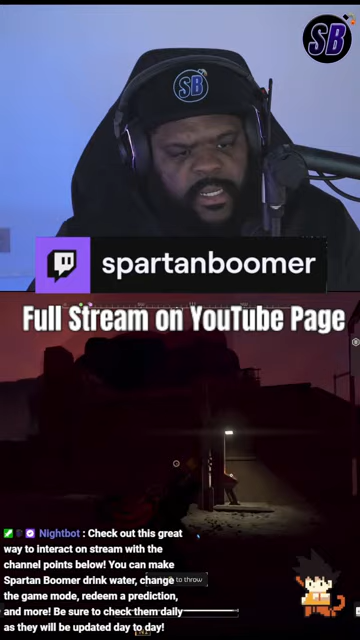 SB
SB
spartanboomer
Full Stream on YouTube Page
Nightbot : Check out this great
way to interact on stream with the
channel points below! You can make
Spartan Boomer drink water, change
to throw
the game mode, redeem a prediction,
and more! Be sure to check them daily
as they will be updated day to day!